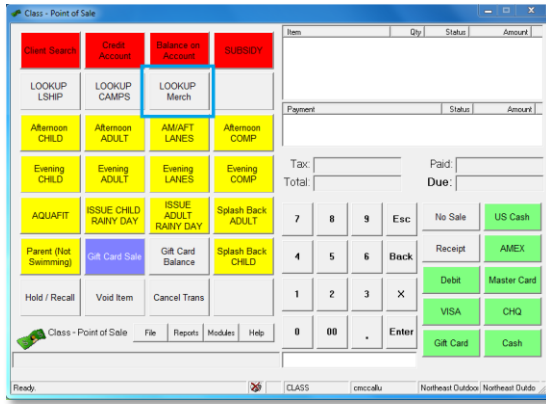 Class - Point of Sale
Client Search
Credit
Account
Balance on
Account
SUBSIDY
LOOKUP
LSHIP
LOOKUP
CAMPS
LOOKUP
Merch
Afternoon
CHILD
Afternoon
ADULT
AM/AFT
LANES
Afternoon
COMP
Evening
CHILD
Evening
ADULT
Evening
LANES
Evening
COMP
AQUAFIT
ISSUE CHILD
RAINY DAY
ISSUE
ADULT
RAINY DAY
Splash Back
ADULT
Parent (Not
Swimming)
Gift Card Sale
Gift Card
Balance
Splash Back
CHILD
Hold / Recall
Void Item
Cancel Trans
Class - Point of Sale
File
Reports
Modules
Help
Item
Qty
Status
Amount
Payment
Status
Amount
Tax:
Paid:
Total:
Due:
7
8
9
Esc
4
5
6
Back
1
2
3
X
0
00
.
Enter
No Sale
US Cash
Receipt
AMEX
Debit
Master Card
VISA
CHQ
Gift Card
Cash
Ready.
CLASS
cmccallu
Northeast Outdoor
Northeast Outdo